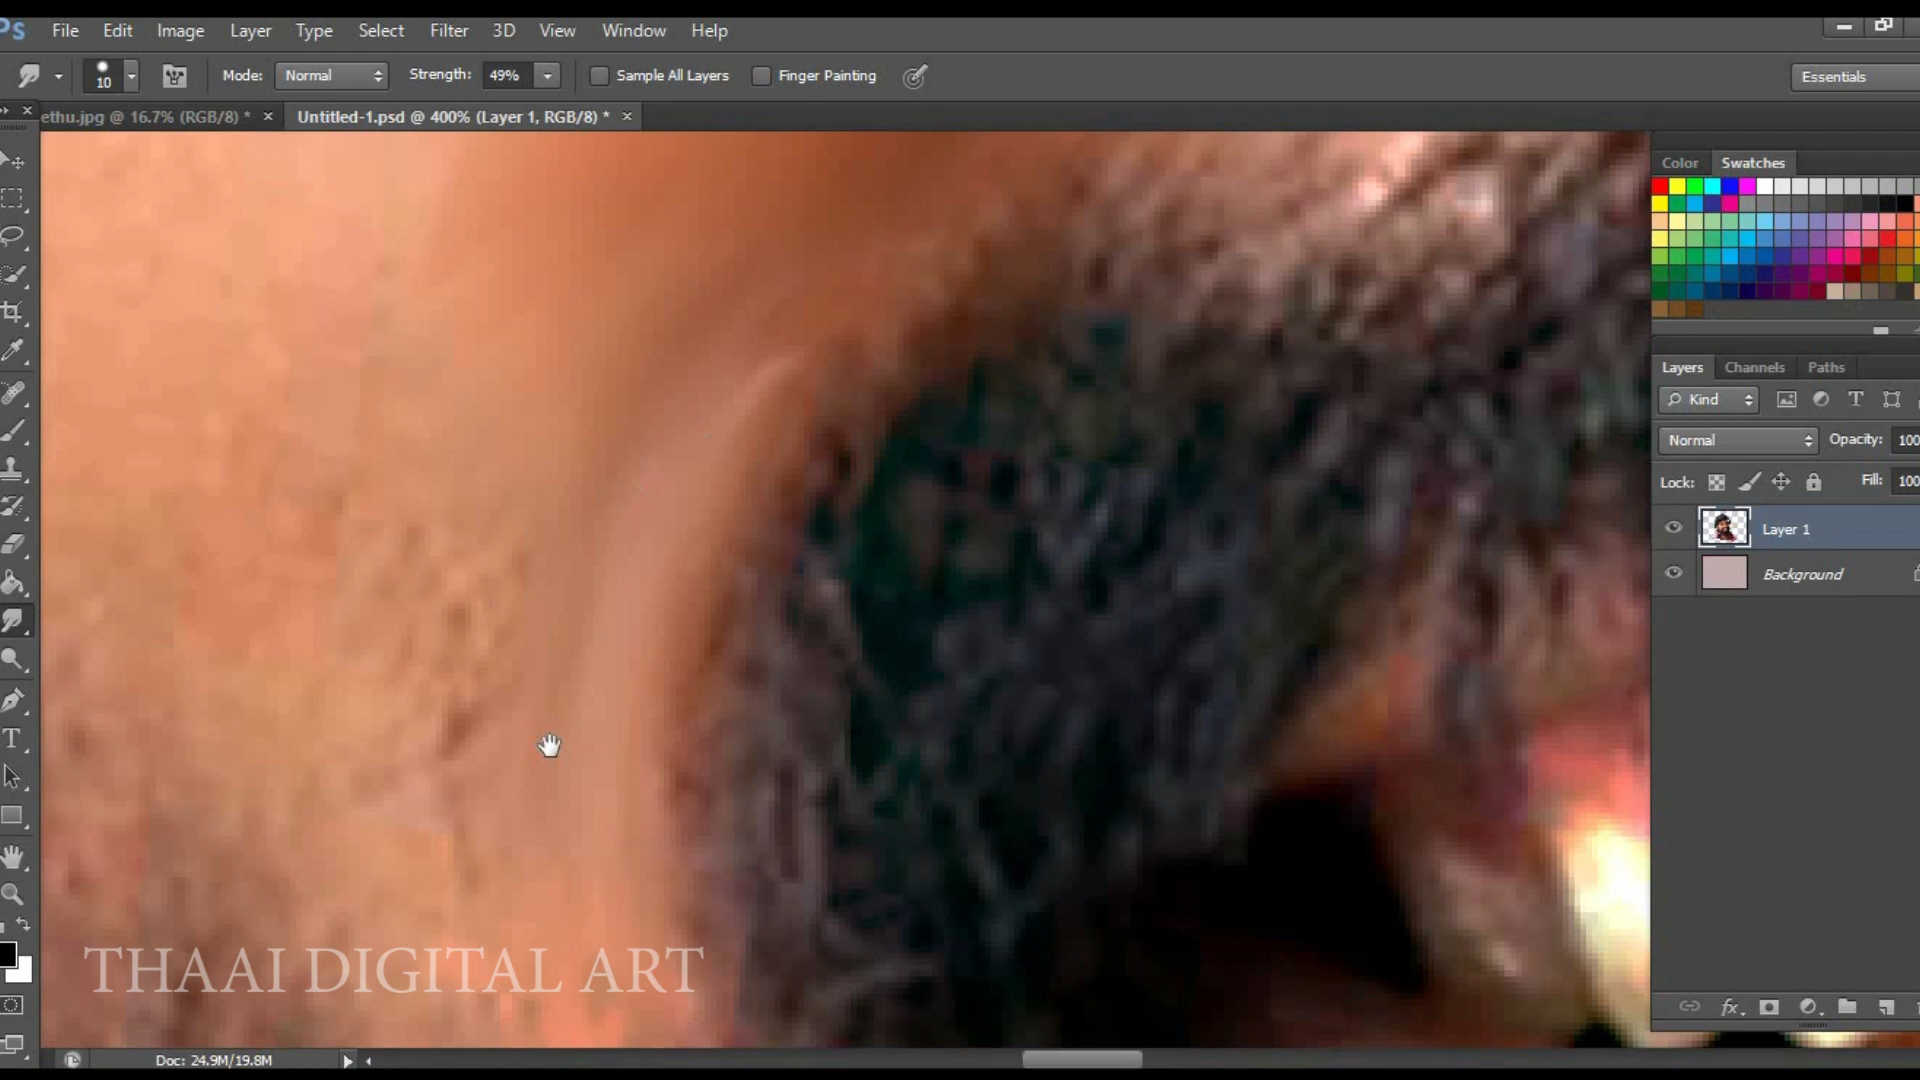 Ps File Edit Image Layer Type Select Filter 3D View Window Help
10 Mode: Normal Strength: 49% Sample All Layers Finger Painting Essentials
ethu.jpg @ 16.7% (RGB/8) * × Untitled-1.psd @ 400% (Layer 1, RGB/8) * ×
Color Swatches
Layers Channels Paths
Kind
Normal Opacity: 100
Lock: Fill: 100
Layer 1
Background
THAAI DIGITAL ART
fx
Doc: 24.9M/19.8M